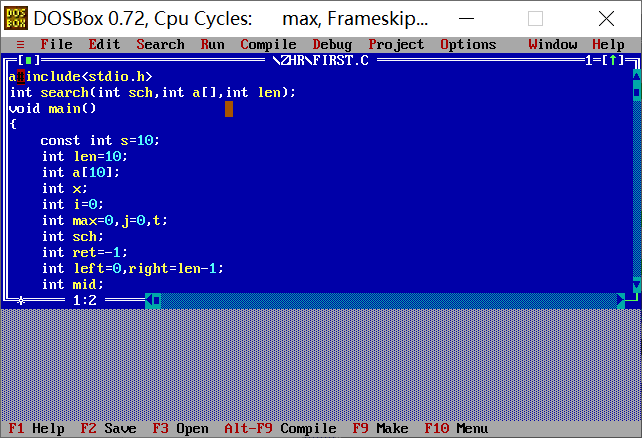 DOS BOX DOSBox 0.72, Cpu Cycles: max, Frameskip...
≡ File Edit Search Run Compile Debug Project Options Window Help
[■] \ZHR\FIRST.C 1=[↑]
a#include<stdio.h>
int search(int sch,int a[],int len);
void main()
{
    const int s=10;
    int len=10;
    int a[10];
    int x;
    int i=0;
    int max=0,j=0,t;
    int sch;
    int ret=-1;
    int left=0,right=len-1;
    int mid;
1:2
F1 Help F2 Save F3 Open Alt-F9 Compile F9 Make F10 Menu